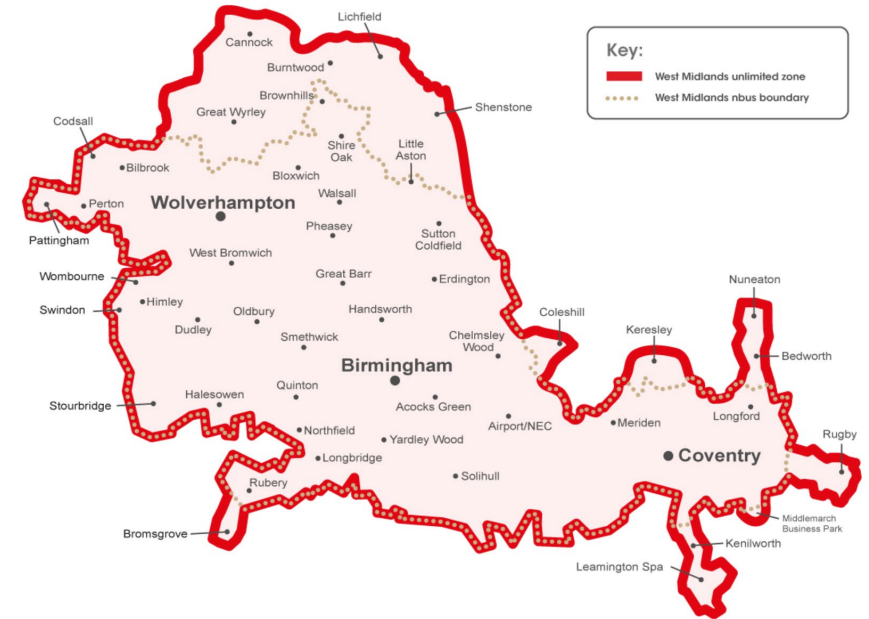 Key:
West Midlands unlimited zone
West Midlands nbus boundary
Lichfield
Cannock
Burntwood
Brownhills
Shenstone
Great Wyrley
Codsall
Shire
Oak
Little
Aston
Bilbrook
Bloxwich
Walsall
Wolverhampton
Perton
Pattingham
Pheasey
Sutton
Coldfield
West Bromwich
Wombourne
Great Barr
Erdington
Nuneaton
Himley
Swindon
Oldbury
Handsworth
Coleshill
Dudley
Keresley
Smethwick
Chelmsley
Wood
Bedworth
Birmingham
Quinton
Halesowen
Stourbridge
Acocks Green
Airport/NEC
Meriden
Longford
Northfield
Yardley Wood
Rugby
Longbridge
Coventry
Solihull
Rubery
Middlemarch
Business Park
Bromsgrove
Kenilworth
Leamington Spa